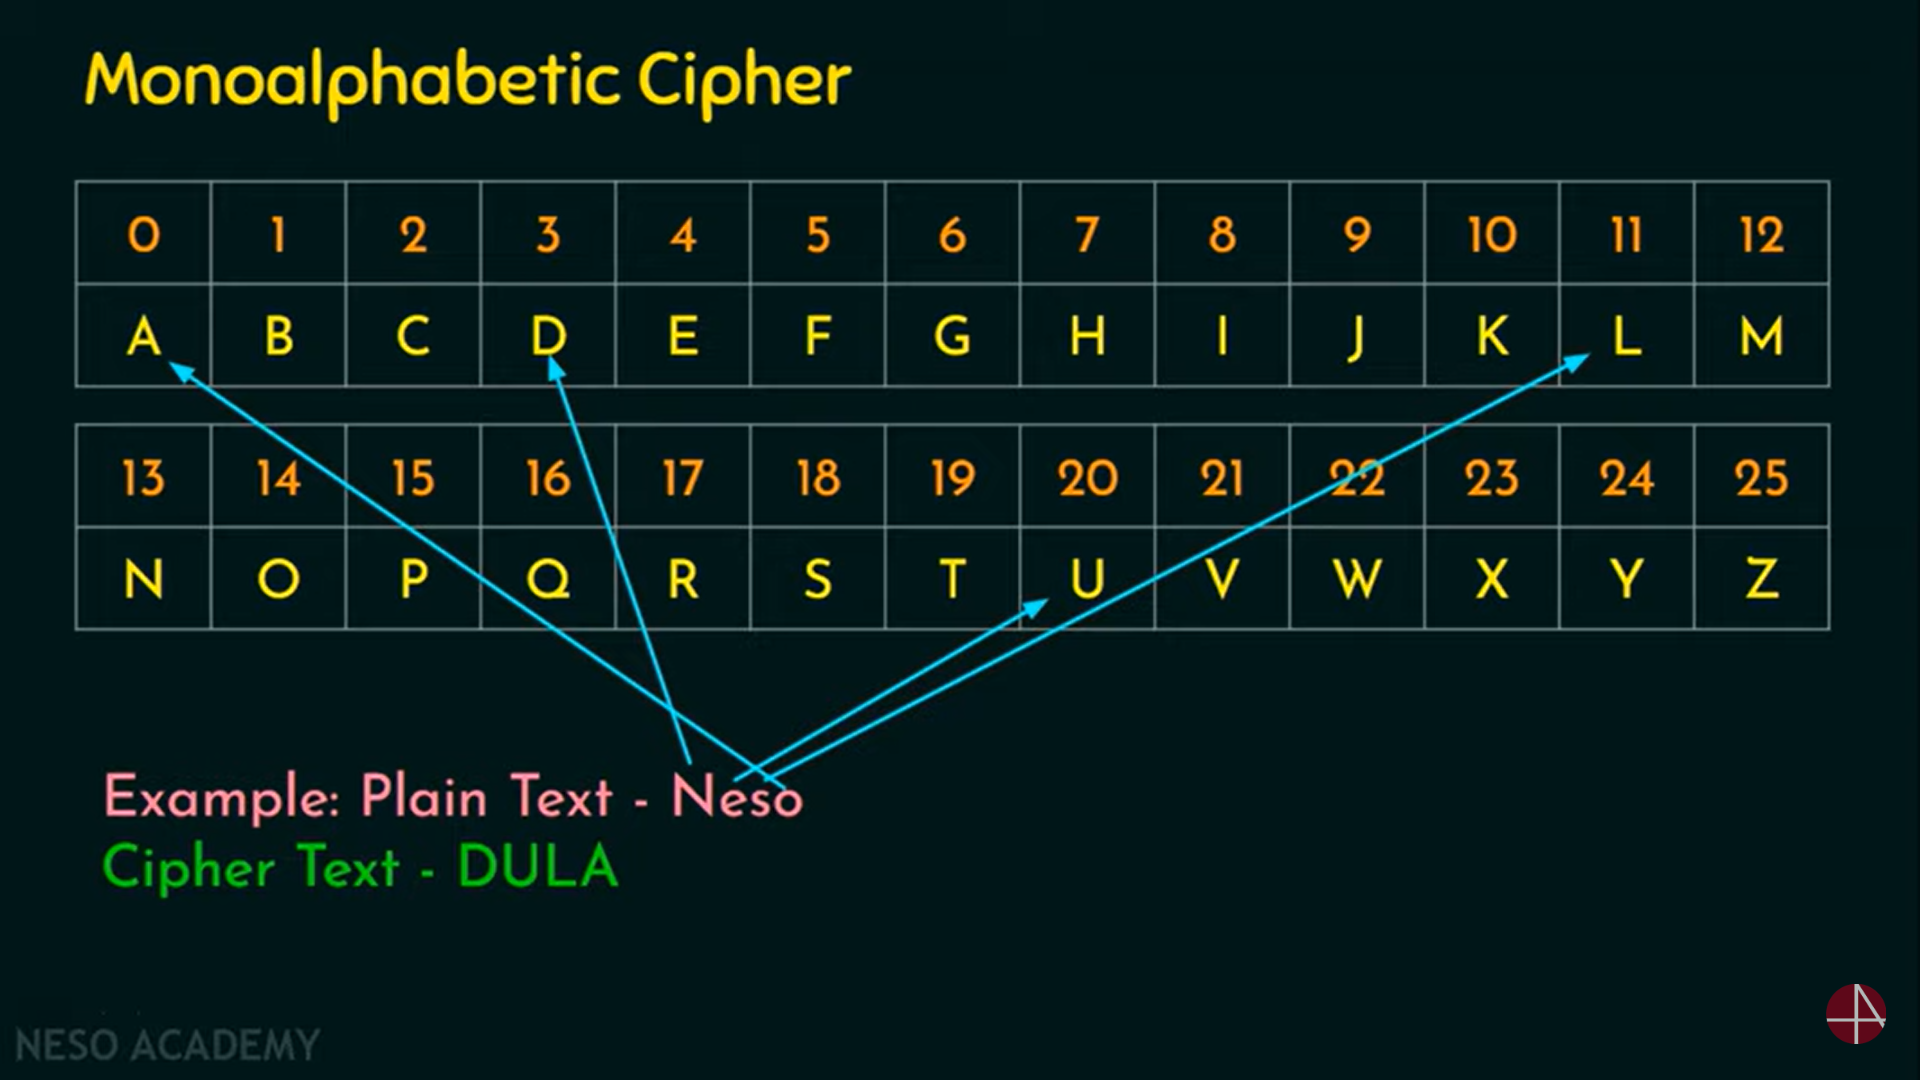 Monoalphabetic Cipher
0 1 2 3 4 5 6 7 8 9 10 11 12
A B C D E F G H I J K L M
13 14 15 16 17 18 19 20 21 22 23 24 25
N O P Q R S T U V W X Y Z
Example: Plain Text - Neso
Cipher Text - DULA
NESO ACADEMY